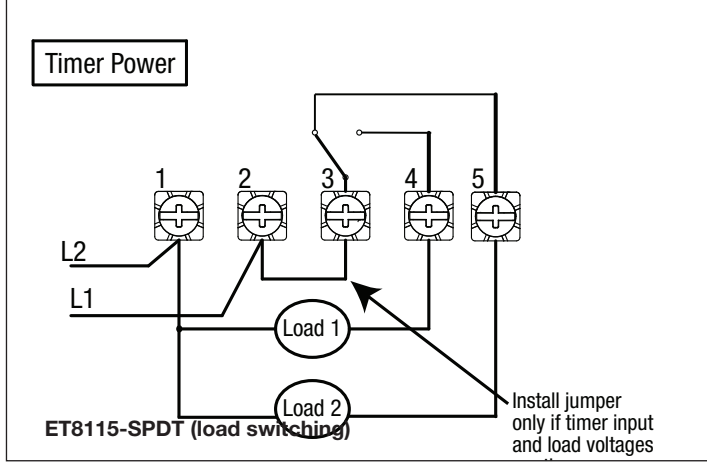 Timer Power
1 2 3 4 5
L2
L1
Load 1
Load 2
ET8115-SPDT (load switching)
Install jumper
only if timer input
and load voltages